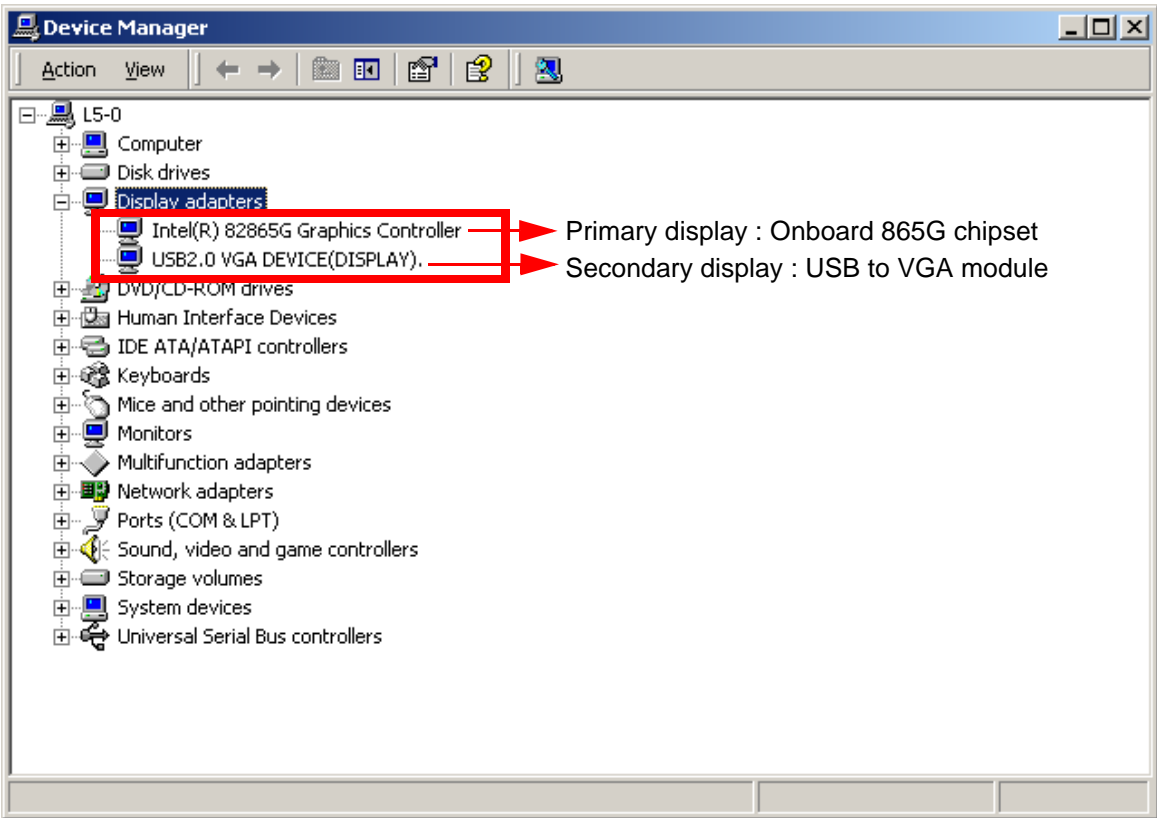 Device Manager
Action View
L5-0
Computer
Disk drives
Display adapters
Intel(R) 82865G Graphics Controller
Primary display : Onboard 865G chipset
USB2.0 VGA DEVICE(DISPLAY).
Secondary display : USB to VGA module
DVD/CD-ROM drives
Human Interface Devices
IDE ATA/ATAPI controllers
Keyboards
Mice and other pointing devices
Monitors
Multifunction adapters
Network adapters
Ports (COM & LPT)
Sound, video and game controllers
Storage volumes
System devices
Universal Serial Bus controllers